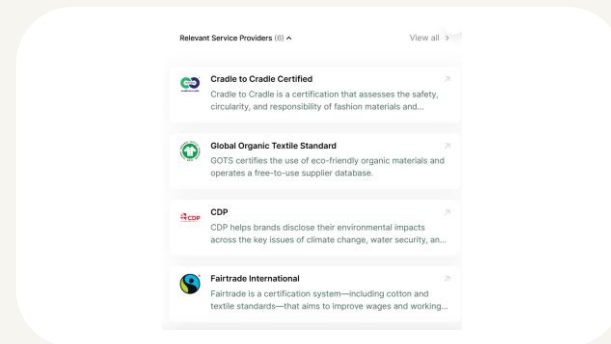 Relevant Service Providers (6)
View all
Cradle to Cradle Certified
Cradle to Cradle is a certification that assesses the safety,
circularity, and responsibility of fashion materials and...
Global Organic Textile Standard
GOTS certifies the use of eco-friendly organic materials and
operates a free-to-use supplier database.
CDP
CDP
CDP helps brands disclose their environmental impacts
across the key issues of climate change, water security, an...
Fairtrade International
Fairtrade is a certification system—including cotton and
textile standards—that aims to improve wages and working...